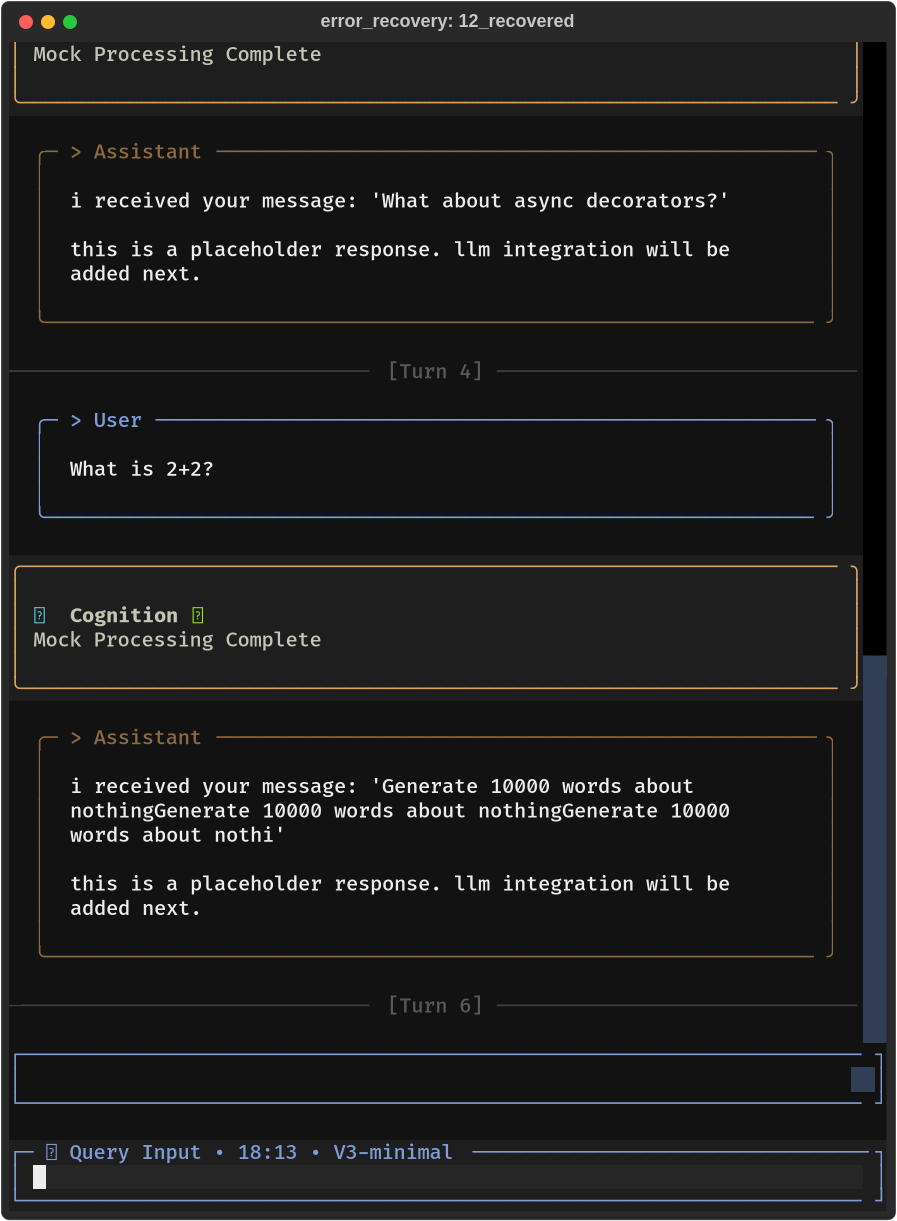 error_recovery: 12_recovered
Mock Processing Complete
> Assistant
i received your message: 'What about async decorators?'
this is a placeholder response. llm integration will be
added next.
[Turn 4]
> User
What is 2+2?
Cognition
Mock Processing Complete
> Assistant
i received your message: 'Generate 10000 words about
nothingGenerate 10000 words about nothingGenerate 10000
words about nothi'
this is a placeholder response. llm integration will be
added next.
[Turn 6]
Query Input • 18:13 • V3-minimal